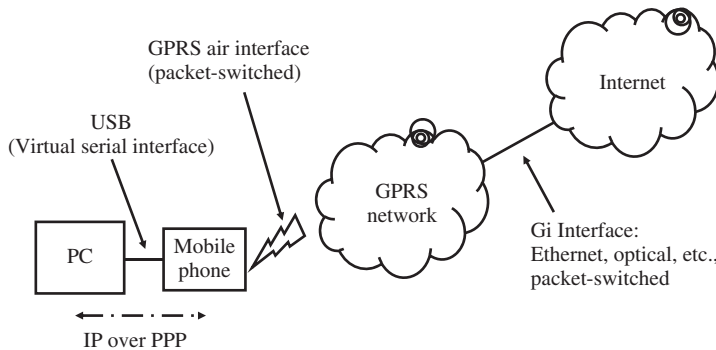 GPRS air interface
(packet-switched)
Internet
USB
(Virtual serial interface)
GPRS
network
PC
Mobile
phone
Gi Interface:
Ethernet, optical, etc.,
packet-switched
IP over PPP